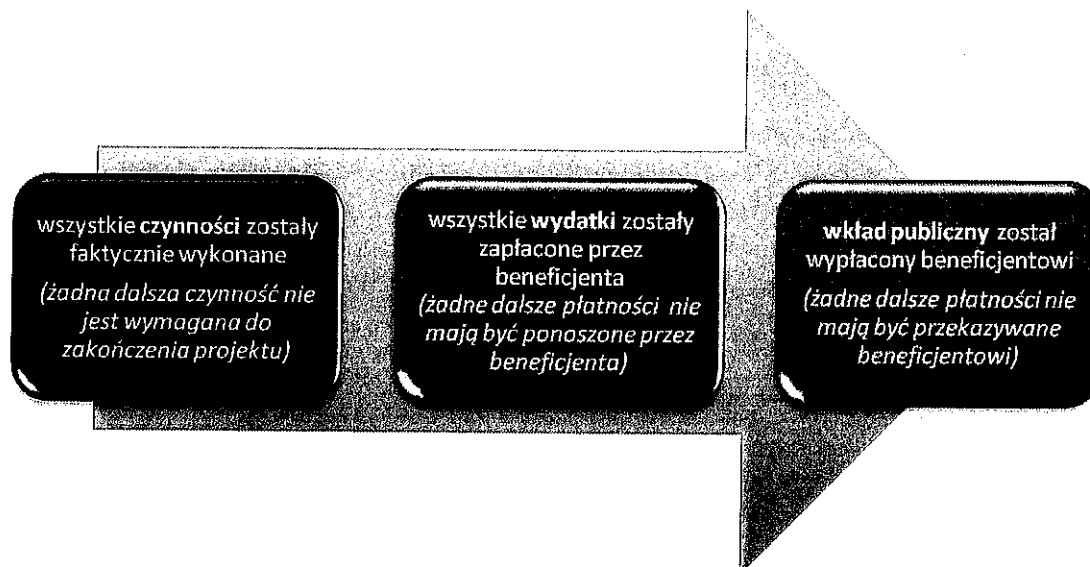 wszystkie czynności zostały
faktycznie wykonane
(żadna dalsza czynność nie
jest wymagana do
zakończenia projektu)
wszystkie wydatki zostały
zapłacone przez
beneficjenta
(żadne dalsze płatności nie
mają być ponoszone przez
beneficjenta)
wkład publiczny został
wypłacony beneficjentowi
(żadne dalsze płatności nie
mają być przekazywane
beneficjentowi)